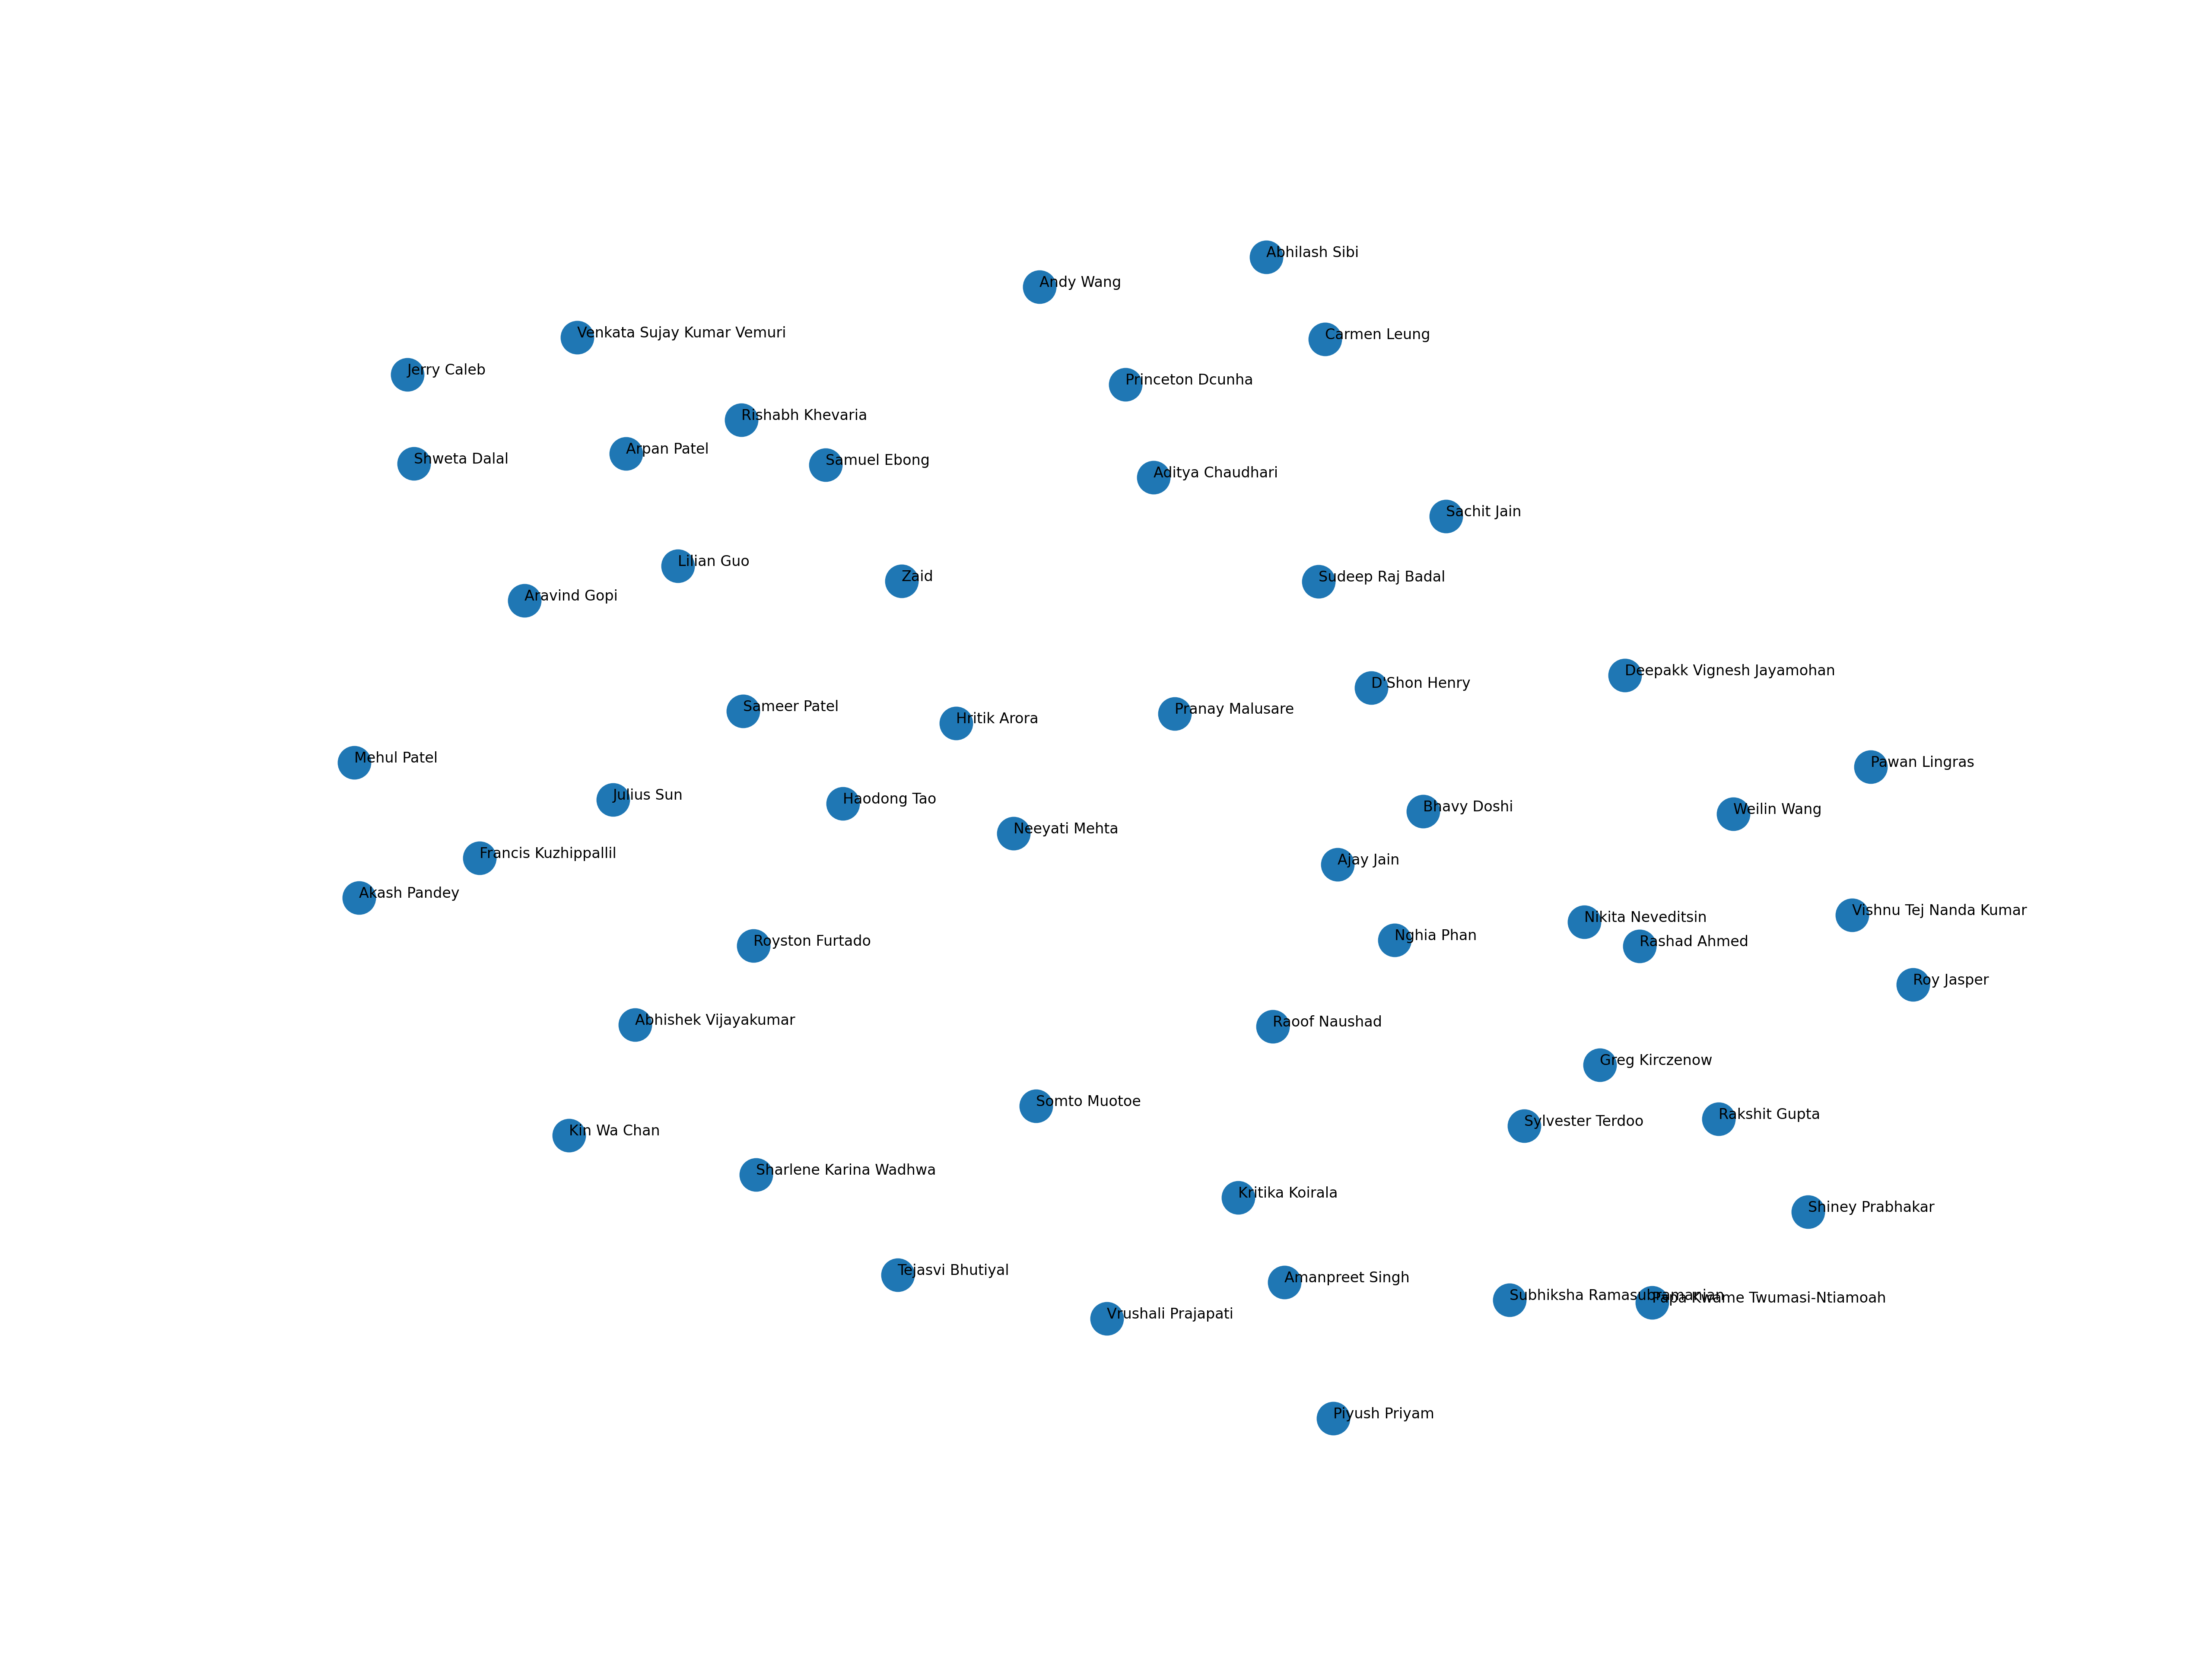 Abhilash Sibi
Andy Wang
Venkata Sujay Kumar Vemuri
Carmen Leung
Jerry Caleb
Princeton Dcunha
Rishabh Khevaria
Arpan Patel
Shweta Dalal
Samuel Ebong
Aditya Chaudhari
Sachit Jain
Lilian Guo
Zaid
Sudeep Raj Badal
Aravind Gopi
Deepakk Vignesh Jayamohan
D'Shon Henry
Sameer Patel
Pranay Malusare
Hritik Arora
Mehul Patel
Pawan Lingras
Julius Sun
Haodong Tao
Bhavy Doshi
Weilin Wang
Neeyati Mehta
Francis Kuzhippallil
Ajay Jain
Akash Pandey
Vishnu Tej Nanda Kumar
Nikita Neveditsin
Nghia Phan
Royston Furtado
Rashad Ahmed
Roy Jasper
Abhishek Vijayakumar
Raoof Naushad
Greg Kirczenow
Somto Muotoe
Rakshit Gupta
Sylvester Terdoo
Kin Wa Chan
Sharlene Karina Wadhwa
Kritika Koirala
Shiney Prabhakar
Tejasvi Bhutiyal
Amanpreet Singh
Subhiksha Ramasubramanian
Papa Kwame Twumasi-Ntiamoah
Vrushali Prajapati
Piyush Priyam